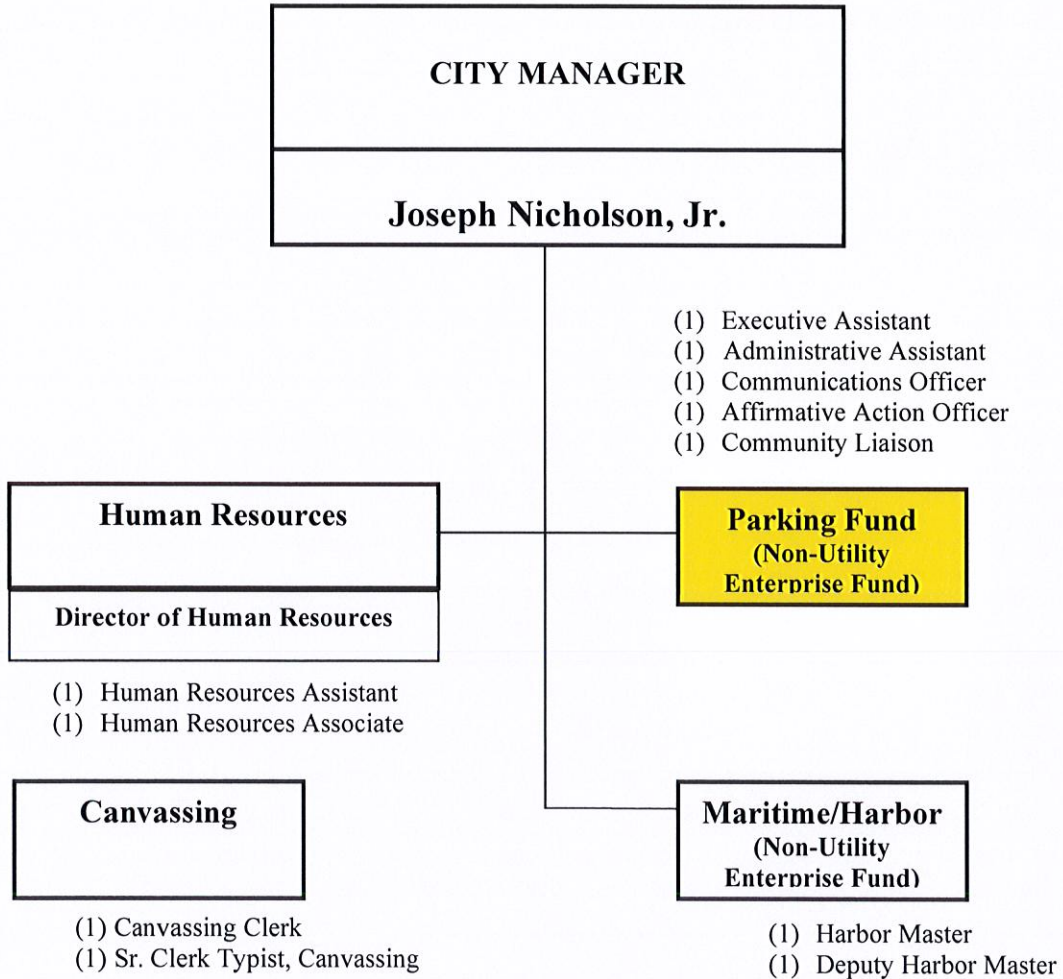 CITY MANAGER
Joseph Nicholson, Jr.
(1) Executive Assistant
(1) Administrative Assistant
(1) Communications Officer
(1) Affirmative Action Officer
(1) Community Liaison
Human Resources
Director of Human Resources
(1) Human Resources Assistant
(1) Human Resources Associate
Parking Fund
(Non-Utility
Enterprise Fund)
Canvassing
(1) Canvassing Clerk
(1) Sr. Clerk Typist, Canvassing
Maritime/Harbor
(Non-Utility
Enterprise Fund)
(1) Harbor Master
(1) Deputy Harbor Master